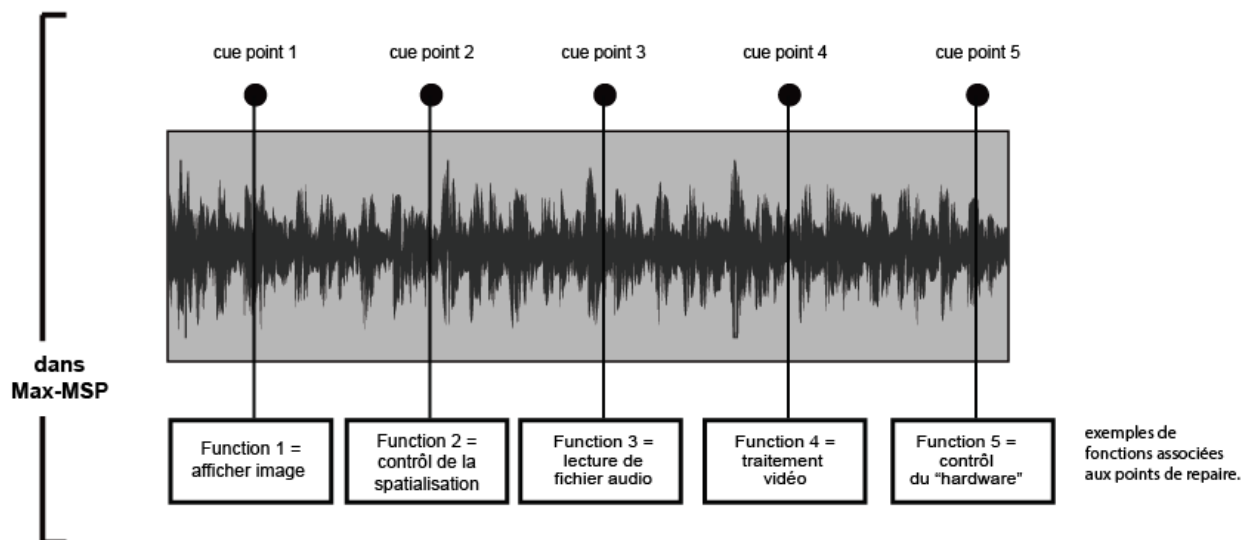 cue point 1
cue point 2
cue point 3
cue point 4
cue point 5
dans
Max-MSP
Function 1 =
afficher image
Function 2 =
contrôl de la
spatialisation
Function 3 =
lecture de
fichier audio
Function 4 =
traitement
vidéo
Function 5 =
contrôl
du “hardware”
exemples de
fonctions associées
aux points de repaire.